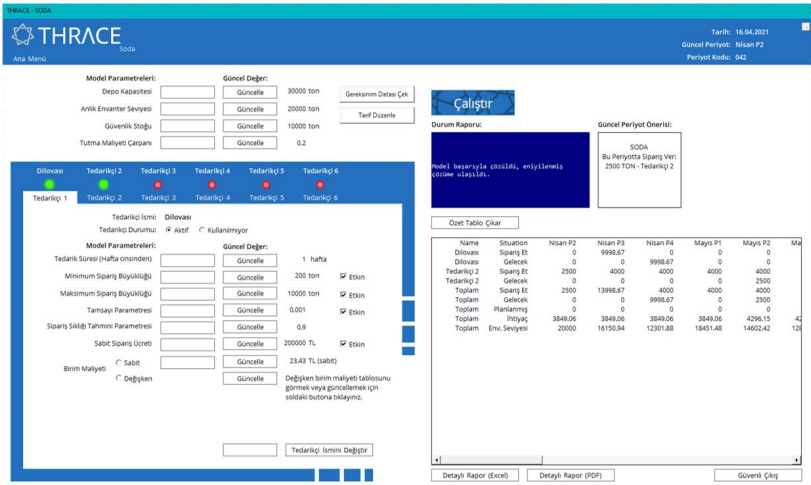 THRACE - SODA
THRΛCE
Soda
Ana Menü
Tarih: 16.04.2021
Güncel Periyot: Nisan P2
Periyot Kodu: 042
Model Parametreleri: Güncel Değer:
Depo Kapasitesi Güncelle 30000 ton Gereksinim Datası Çek
Anlık Envanter Seviyesi Güncelle 20000 ton
Tarif Düzenle
Güvenlik Stoğu Güncelle 10000 ton
Tutma Maliyeti Çarpanı Güncelle 0,2
Çalıştır
Durum Raporu: Güncel Periyot Önerisi:
Model başarıyla çözüldü, eniyilenmiş
çözüme ulaşıldı.
SODA
Bu Periyotta Sipariş Ver:
2500 TON - Tedarikçi 2
Dilovası Tedarikçi 2 Tedarikçi 3 Tedarikçi 4 Tedarikçi 5 Tedarikçi 6
Tedarikçi 1 Tedarikçi 2 Tedarikçi 3 Tedarikçi 4 Tedarikçi 5 Tedarikçi 6
Tedarikçi İsmi: Dilovası
Tedarikçi Durumu: Aktif Kullanılmıyor
Model Parametreleri: Güncel Değer:
Tedarik Süresi (Hafta cinsinden) Güncelle 1 hafta
Minimum Sipariş Büyüklüğü Güncelle 200 ton Etkin
Maksimum Sipariş Büyüklüğü Güncelle 10000 ton Etkin
Tamsayı Parametresi Güncelle 0,001 Etkin
Sipariş Sıklığı Tahmini Parametresi Güncelle 0,9
Sabit Sipariş Ücreti Güncelle 200000 TL Etkin
Birim Maliyeti Sabit Güncelle 23,43 TL (sabit)
Değişken Güncelle Değişken birim maliyeti tablosunu
görmek veya güncellemek için
soldaki butona tıklayınız.
Tedarikçi İsmini Değiştir
Özet Tablo Çıkar
Name Situation Nisan P2 Nisan P3 Nisan P4 Mayıs P1 Mayıs P2 Ma
Dilovası Sipariş Et 0 9998.67 0 0 0
Dilovası Gelecek 0 0 9998.67 0 0
Tedarikçi 2 Sipariş Et 2500 4000 4000 4000 4000
Tedarikçi 2 Gelecek 0 0 0 0 2500
Toplam Sipariş Et 2500 13998.67 4000 4000 4000
Toplam Gelecek 0 0 9998.67 0 2500
Toplam Planlanmış 0 0 0 0 0
Toplam İhtiyaç 3849.06 3849.06 3849.06 3849.06 4296.15 42
Toplam Env. Seviyesi 20000 16150.94 12301.88 18451.48 14602.42 128
Detaylı Rapor (Excel) Detaylı Rapor (PDF) Güvenli Çıkış